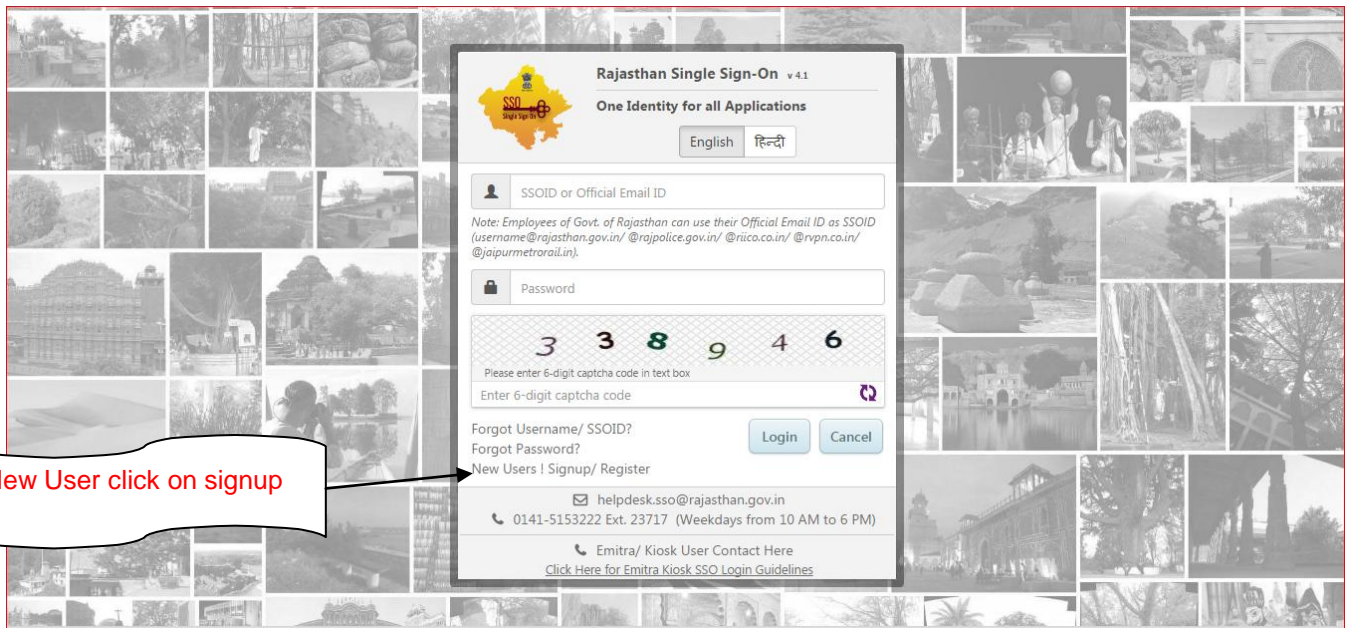 Rajasthan Single Sign-On v 4.1
SSO
Single Sign On
One Identity for all Applications
English हिन्दी
SSOID or Official Email ID
Note: Employees of Govt. of Rajasthan can use their Official Email ID as SSOID
(username@rajasthan.gov.in/ @rajpolice.gov.in/ @riico.co.in/ @rvpn.co.in/
@jaipurmetrorail.in).
Password
3 3 8 9 4 6
Please enter 6-digit captcha code in text box
Enter 6-digit captcha code
Forgot Username/ SSOID?
Login Cancel
Forgot Password?
New Users ! Signup/ Register
User click on signup
helpdesk.sso@rajasthan.gov.in
0141-5153222 Ext. 23717 (Weekdays from 10 AM to 6 PM)
Emitra/ Kiosk User Contact Here
Click Here for Emitra Kiosk SSO Login Guidelines